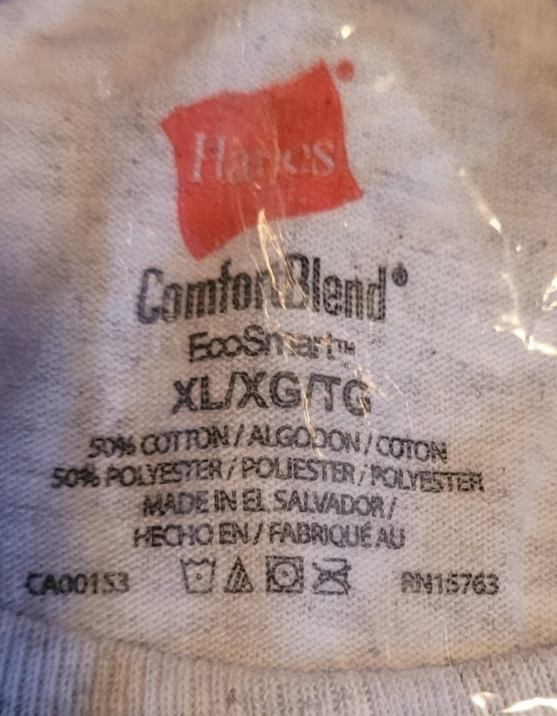 Hanes
ComfortBlend®
EcoSmart™
XL/XG/TG
50% COTTON / ALGODON / COTON
50% POLYESTER / POLIESTER / POLYESTER
MADE IN EL SALVADOR /
HECHO EN / FABRIQUÉ AU
CA00153 RN15763